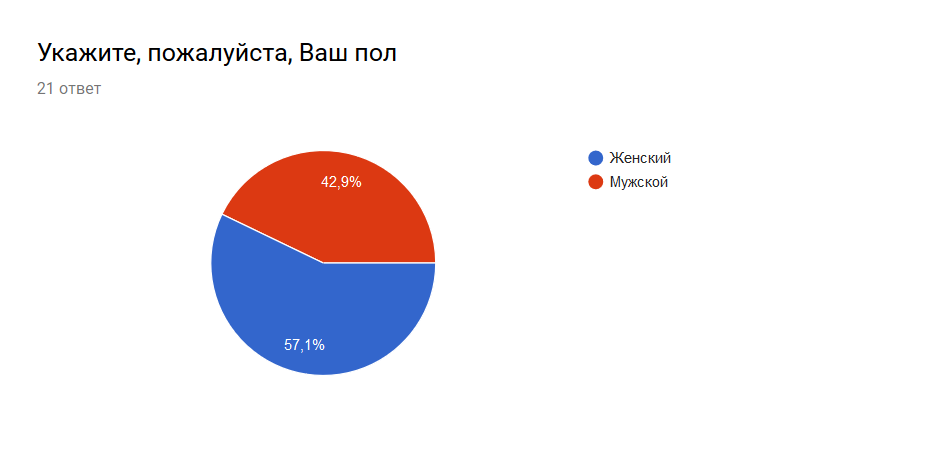 Укажите, пожалуйста, Ваш пол
21 ответ
Женский
Мужской
42,9%
57,1%